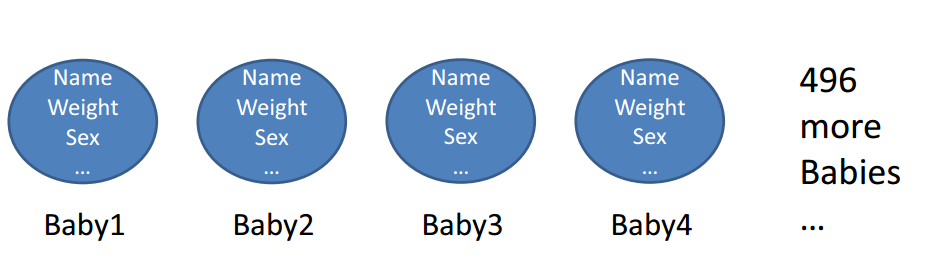 Name
Weight
Sex
...
Baby1
Name
Weight
Sex
...
Baby2
Name
Weight
Sex
...
Baby3
Name
Weight
Sex
...
Baby4
496
more
Babies
...